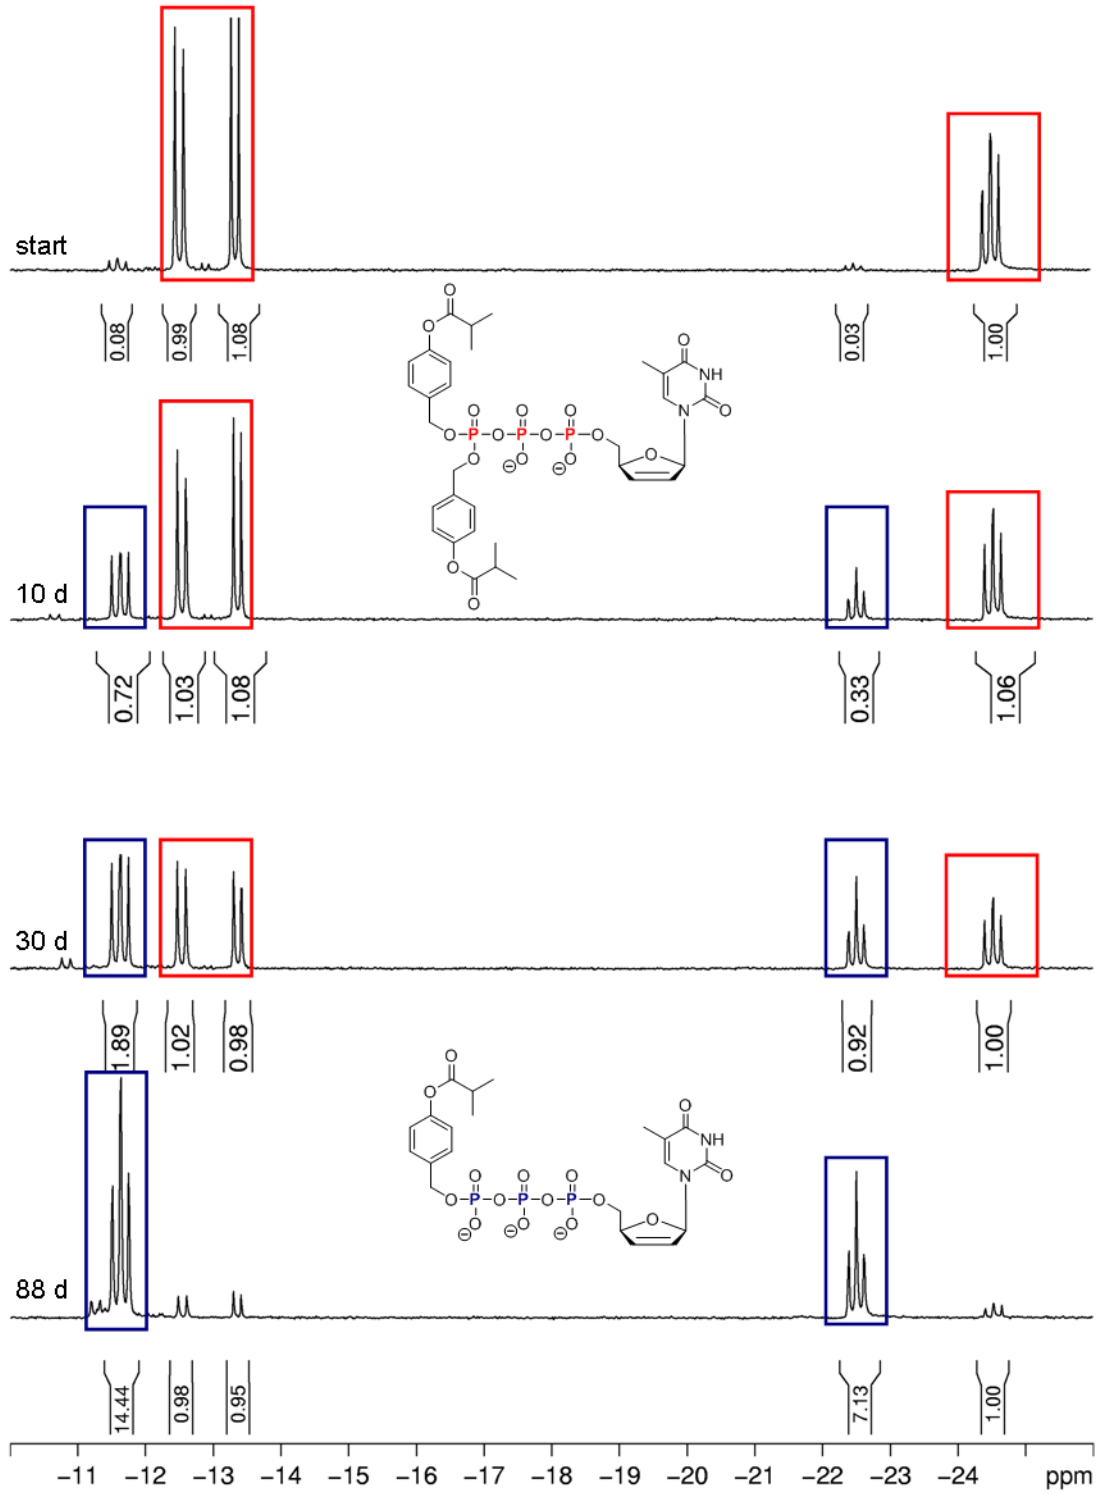 start
0.08 0.99 1.08 0.03 1.00
O
O
O
NH
N O
O O O
O P O P O P O
O O O
O
O
O
10 d
0.72 1.03 1.08 0.33 1.06
30 d
1.89 1.02 0.98 0.92 1.00
O
O
O
NH
N O
O O O
O P O P O P O
O O O
O
88 d
14.44 0.98 0.95 7.13 1.00
−11 −12 −13 −14 −15 −16 −17 −18 −19 −20 −21 −22 −23 −24 ppm